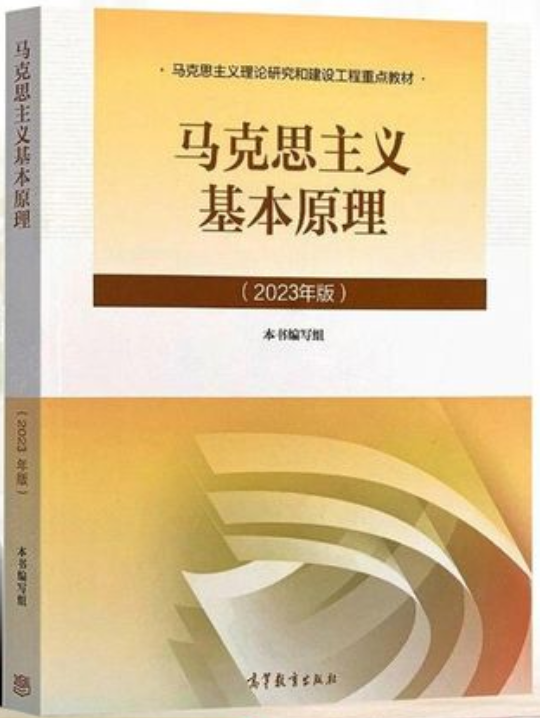 马克思主义基本原理
（2023年版）
本书编写组
·马克思主义理论研究和建设工程重点教材·
马克思主义
基本原理
（2023年版）
本书编写组
高等教育出版社